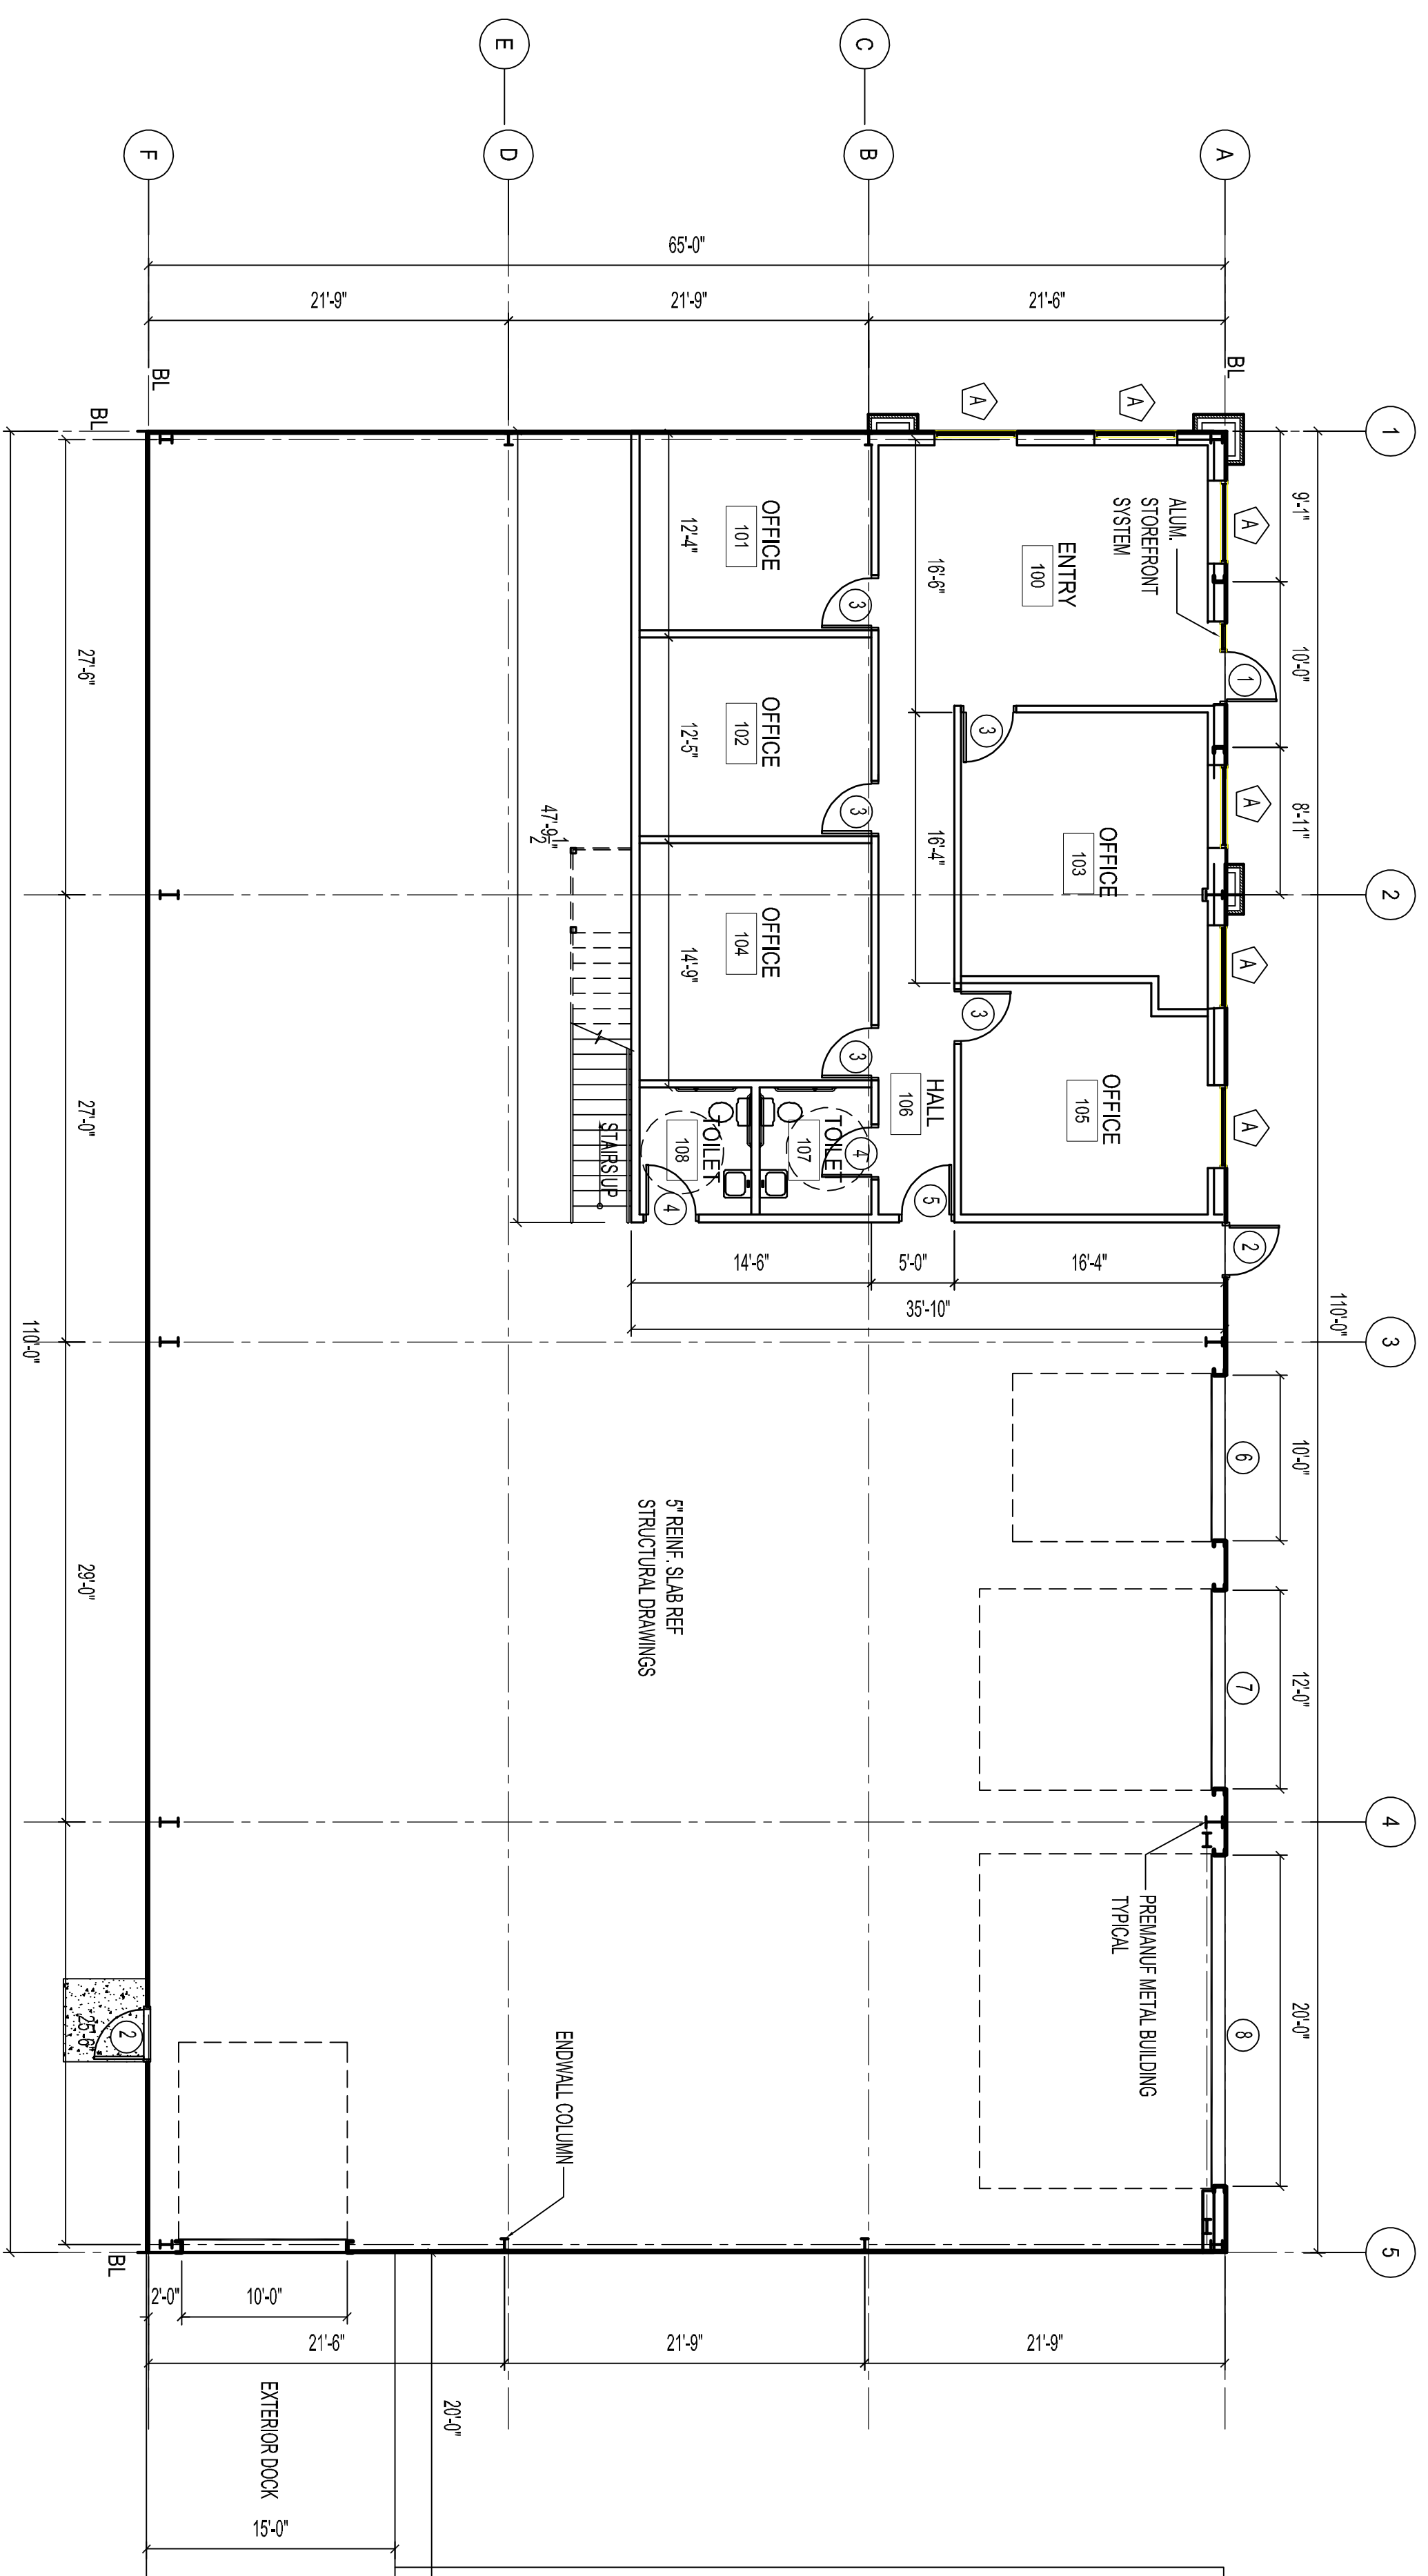 E
C
F
D
B
A
65'-0"
21'-9"
21'-9"
21'-6"
BL
BL
BL
A
A
1
9'-1"
A
ALUM.
STOREFRONT
SYSTEM
10'-0"
1
8'-11"
A
2
A
A
2
110'-0"
3
ENTRY
100
16'-6"
OFFICE
101
12'-4"
3
OFFICE
102
12'-5"
3
3
OFFICE
103
16'-4"
OFFICE
104
14'-9"
3
3
OFFICE
105
HALL
106
TOILET
107
4
TOILET
108
4
5
STAIRS UP
47'-9 1/2"
27'-6"
27'-0"
14'-6"
5'-0"
16'-4"
35'-10"
110'-0"
29'-0"
10'-0"
6
12'-0"
7
5" REINF. SLAB REF
STRUCTURAL DRAWINGS
4
PREMANUF METAL BUILDING
TYPICAL
20'-0"
8
ENDWALL COLUMN
25'-6"
2
5
BL
2'-0"
10'-0"
21'-6"
21'-9"
21'-9"
20'-0"
EXTERIOR DOCK
15'-0"